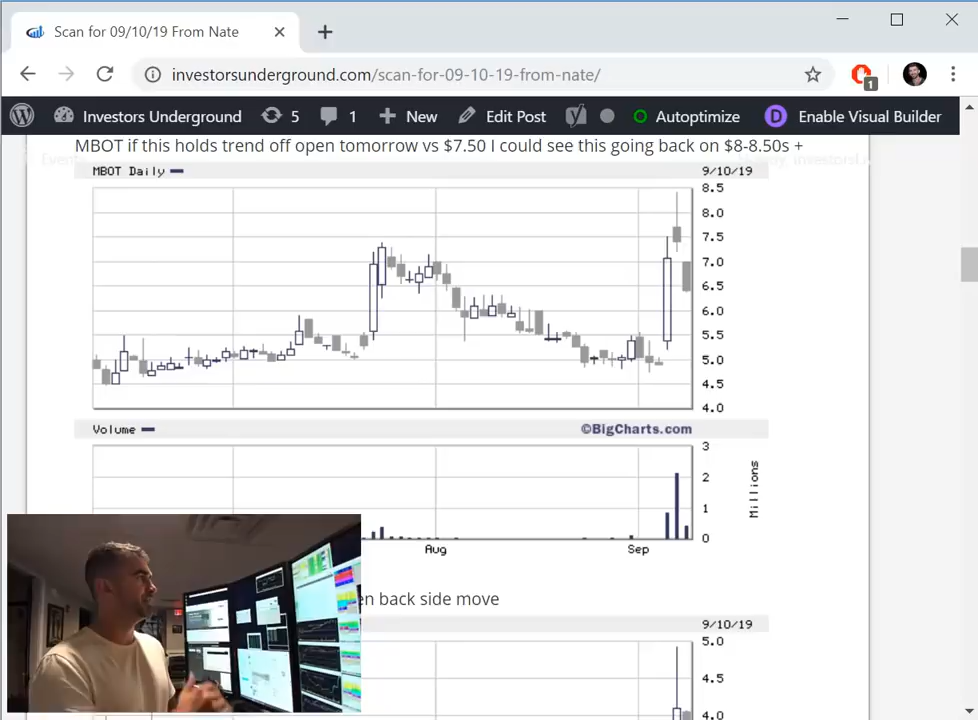 Scan for 09/10/19 From Nate
investorsunderground.com/scan-for-09-10-19-from-nate/
1
Investors Underground 5 1 New Edit Post Autoptimize D Enable Visual Builder
MBOT if this holds trend off open tomorrow vs $7.50 I could see this going back on $8-8.50s +
MBOT Daily 9/10/19
8.5
8.0
7.5
7.0
6.5
6.0
5.5
5.0
4.5
4.0
Volume ©BigCharts.com
3
2
1
0
Millions
Aug Sep
en back side move
9/10/19
5.0
4.5
4.0